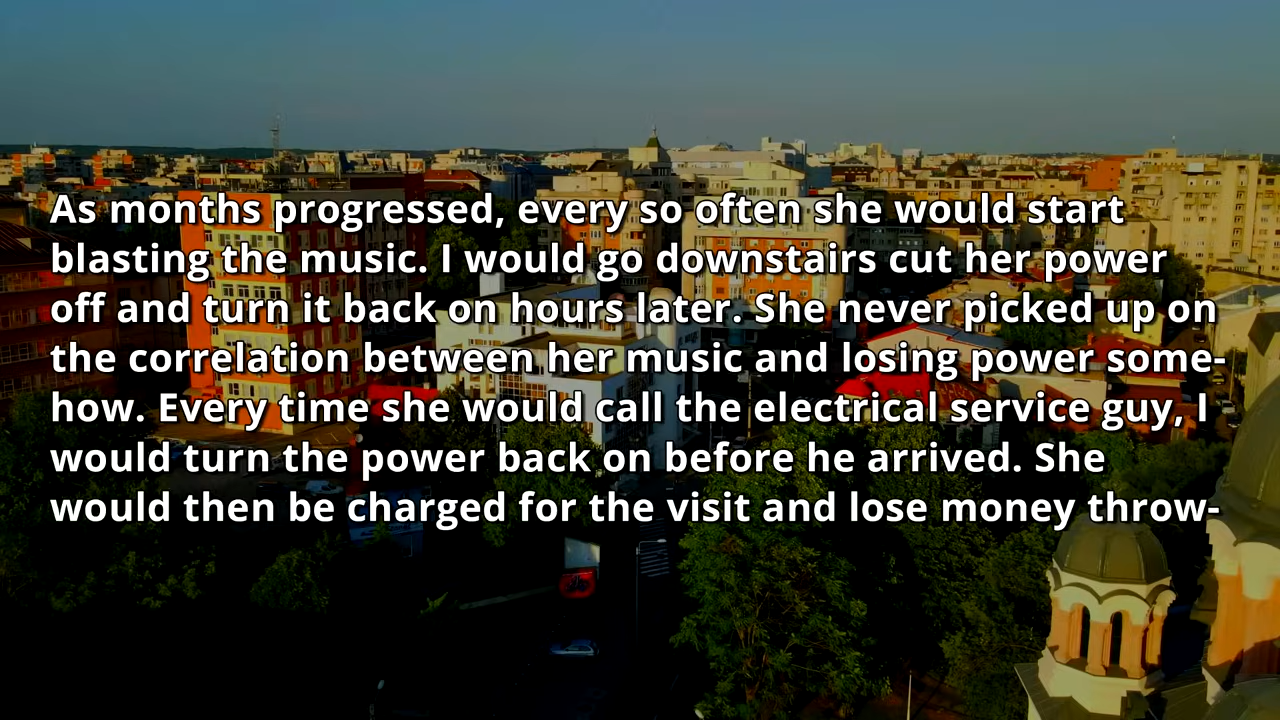 As months progressed, every so often she would start
blasting the music. I would go downstairs cut her power
off and turn it back on hours later. She never picked up on
the correlation between her music and losing power some-
how. Every time she would call the electrical service guy, I
would turn the power back on before he arrived. She
would then be charged for the visit and lose money throw-